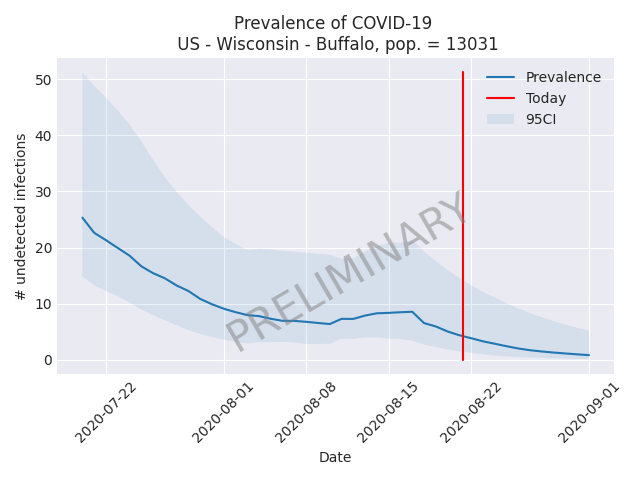 Prevalence of COVID-19
US - Wisconsin - Buffalo, pop. = 13031
# undetected infections
50
40
30
20
10
0
Prevalence
Today
95CI
PRELIMINARY
2020-07-22
2020-08-01
2020-08-08
2020-08-15
2020-08-22
2020-09-01
Date